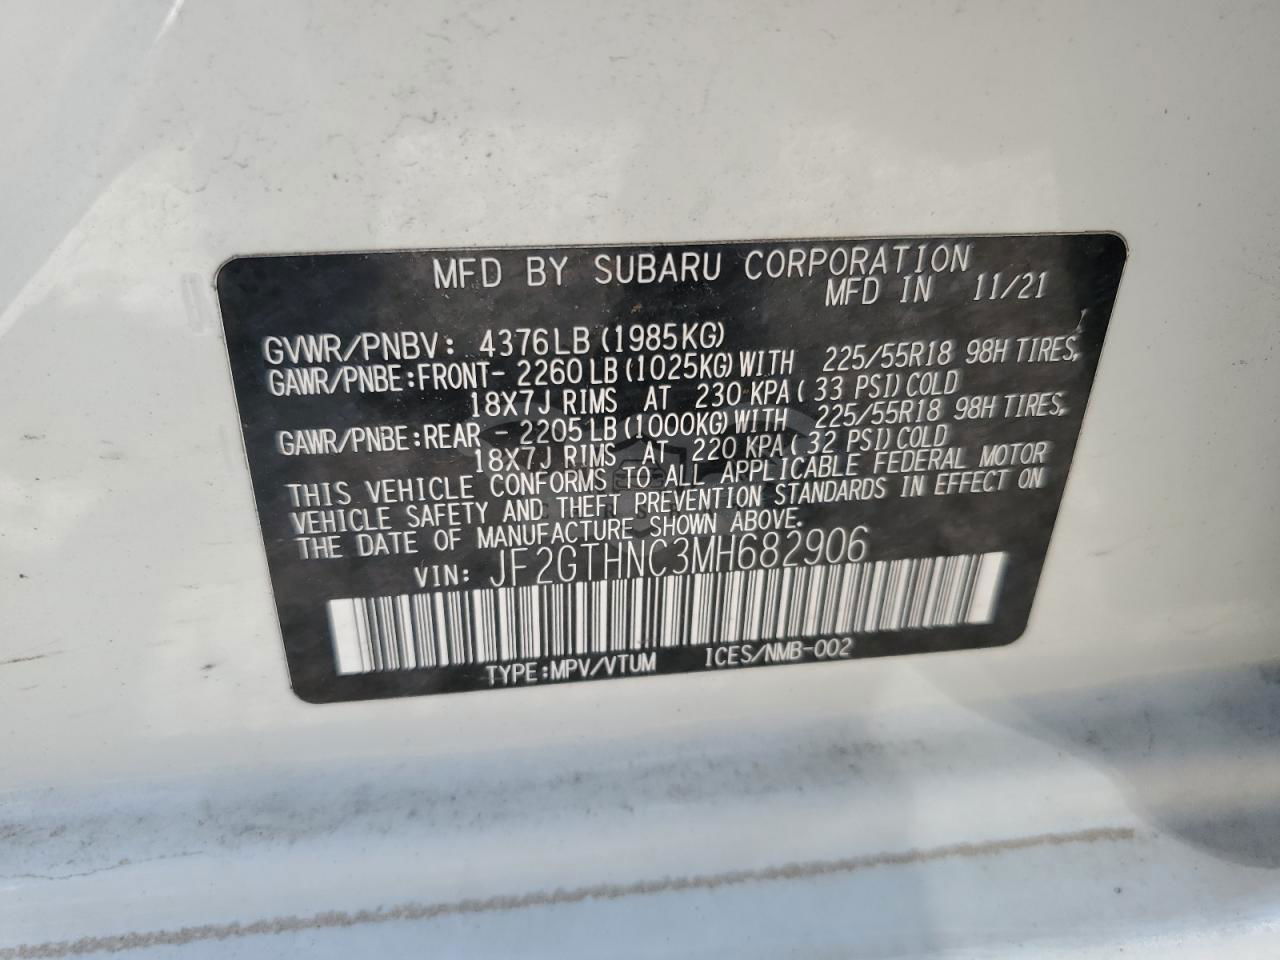 MFD BY SUBARU CORPORATION
MFD IN 11/21
GVWR/PNBV: 4376LB (1985KG)
GAWR/PNBE:FRONT- 2260LB (1025KG) WITH 225/55R18 98H TIRES,
18X7J RIMS AT 230 KPA ( 33 PSI) COLD
GAWR/PNBE:REAR - 2205LB (1000KG) WITH 225/55R18 98H TIRES,
18X7J RIMS AT 220 KPA ( 32 PSI) COLD
THIS VEHICLE CONFORMS TO ALL APPLICABLE FEDERAL MOTOR
VEHICLE SAFETY AND THEFT PREVENTION STANDARDS IN EFFECT ON
THE DATE OF MANUFACTURE SHOWN ABOVE.
VIN: JF2GTHNC3MH682906
TYPE:MPV/VTUM ICES/NMB-002